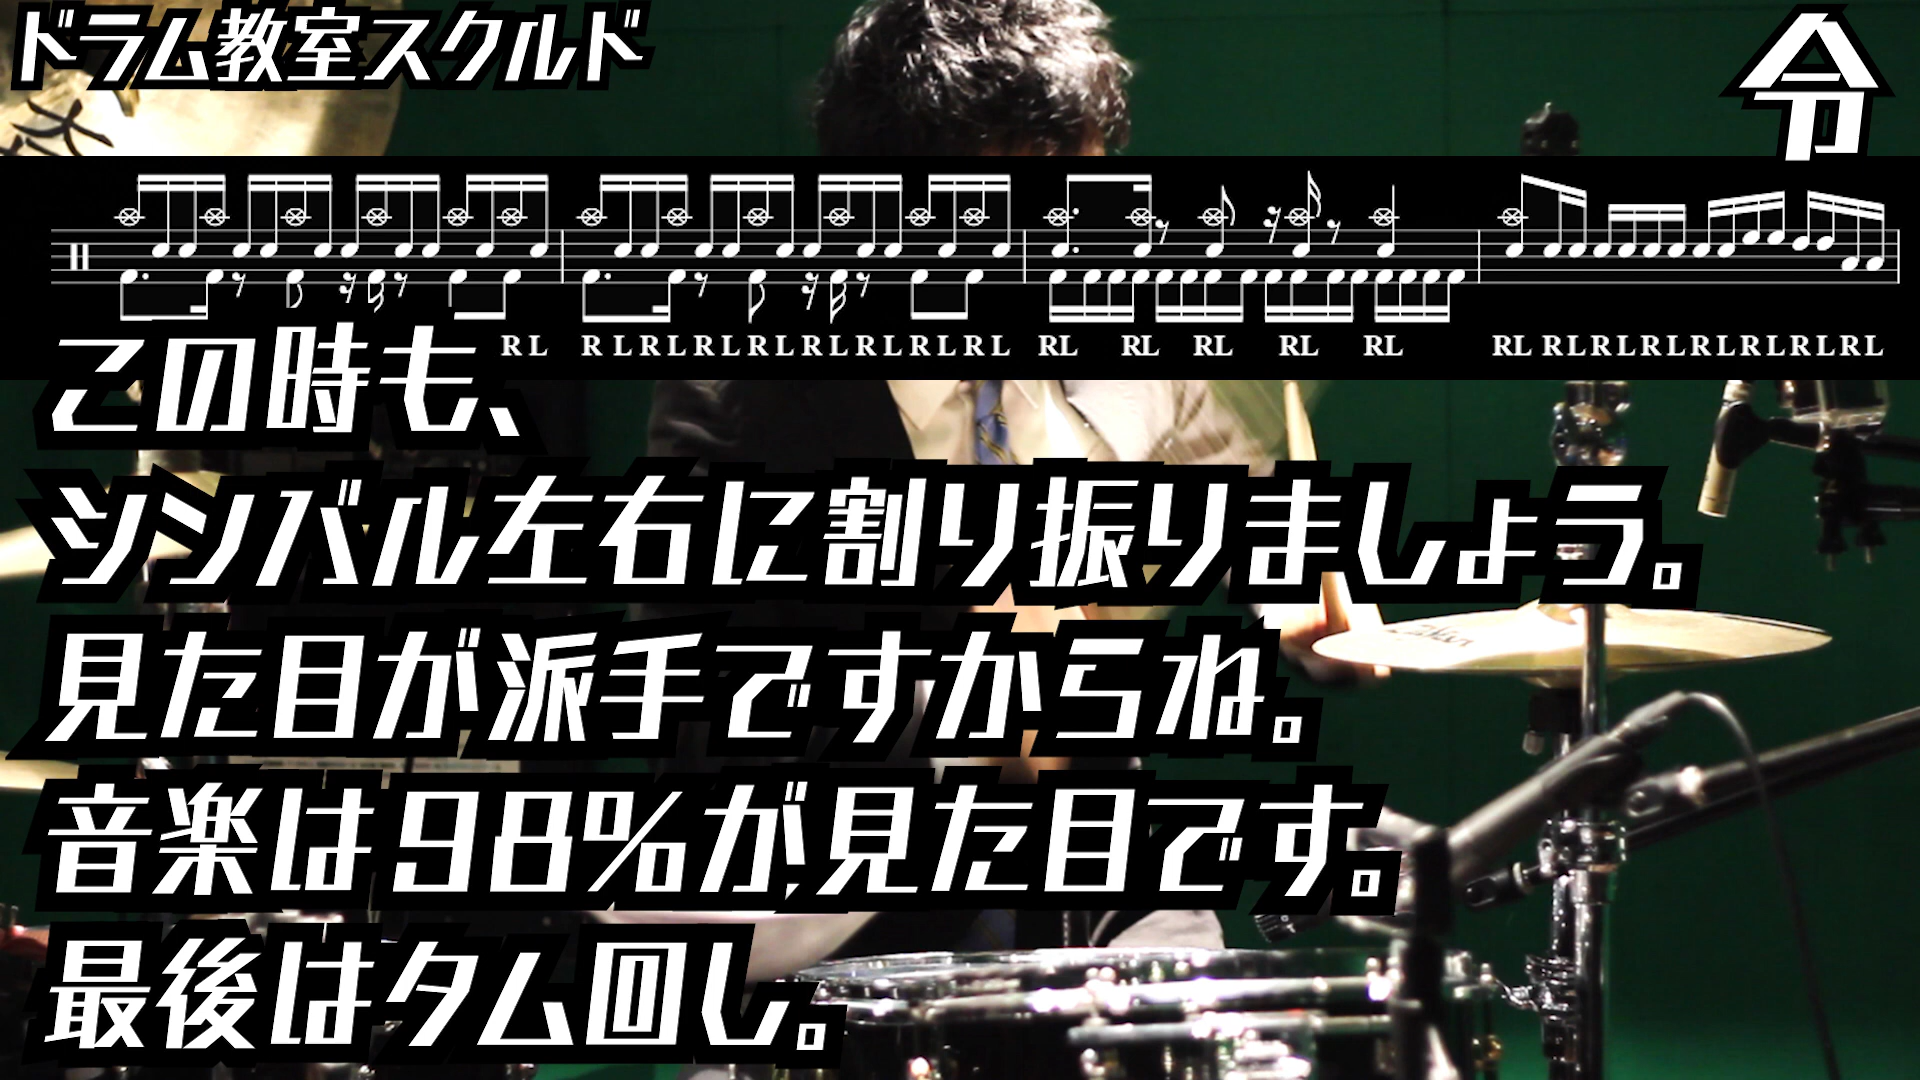 ドラム教室スクルド
令
RL RLRLRLRLRLRLRLRL RL RL RL RL RL RL RLRLRLRLRLRLRL
この時も、
シンバル左右に割り振りましょう。
見た目が派手ですからね。
音楽は98%が見た目です。
最後はタム回し。